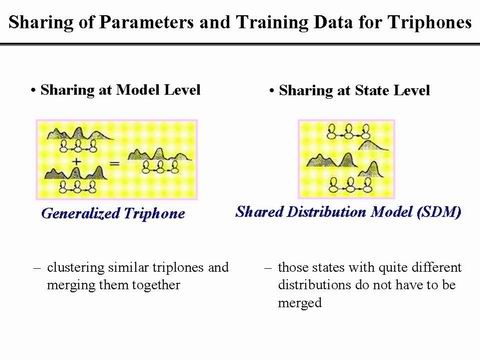 Sharing of Parameters and Training Data for Triphones
• Sharing at Model Level
• Sharing at State Level
+
=
Generalized Triphone
Shared Distribution Model (SDM)
– clustering similar triplones and
merging them together
– those states with quite different
distributions do not have to be
merged